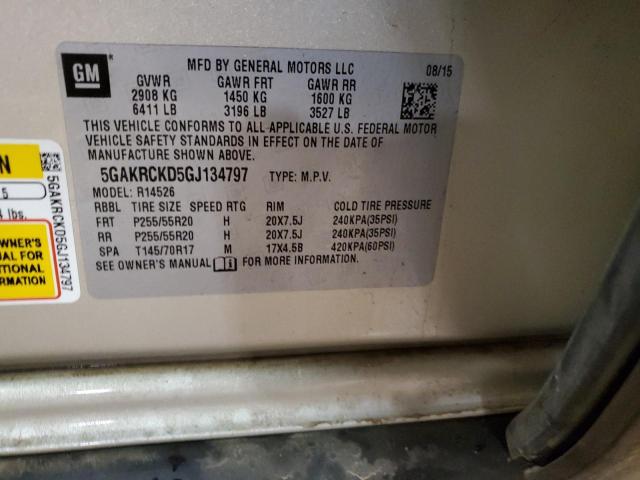 GM
MFD BY GENERAL MOTORS LLC 08/15
GVWR GAWR FRT GAWR RR
2908 KG 1450 KG 1600 KG
6411 LB 3196 LB 3527 LB
THIS VEHICLE CONFORMS TO ALL APPLICABLE U.S. FEDERAL MOTOR
VEHICLE SAFETY STANDARDS IN EFFECT ON THE DATE OF
MANUFACTURE SHOWN ABOVE.
5GAKRCKD5GJ134797 TYPE: M.P.V.
MODEL: R14526
RBBL TIRE SIZE SPEED RTG RIM COLD TIRE PRESSURE
FRT P255/55R20 H 20X7.5J 240KPA(35PSI)
RR P255/55R20 H 20X7.5J 240KPA(35PSI)
SPA T145/70R17 M 17X4.5B 420KPA(60PSI)
SEE OWNER'S MANUAL FOR MORE INFORMATION.
5
lbs.
OWNER'S
MANUAL FOR
INFORMATION
5GAKRCKD5GJ134797